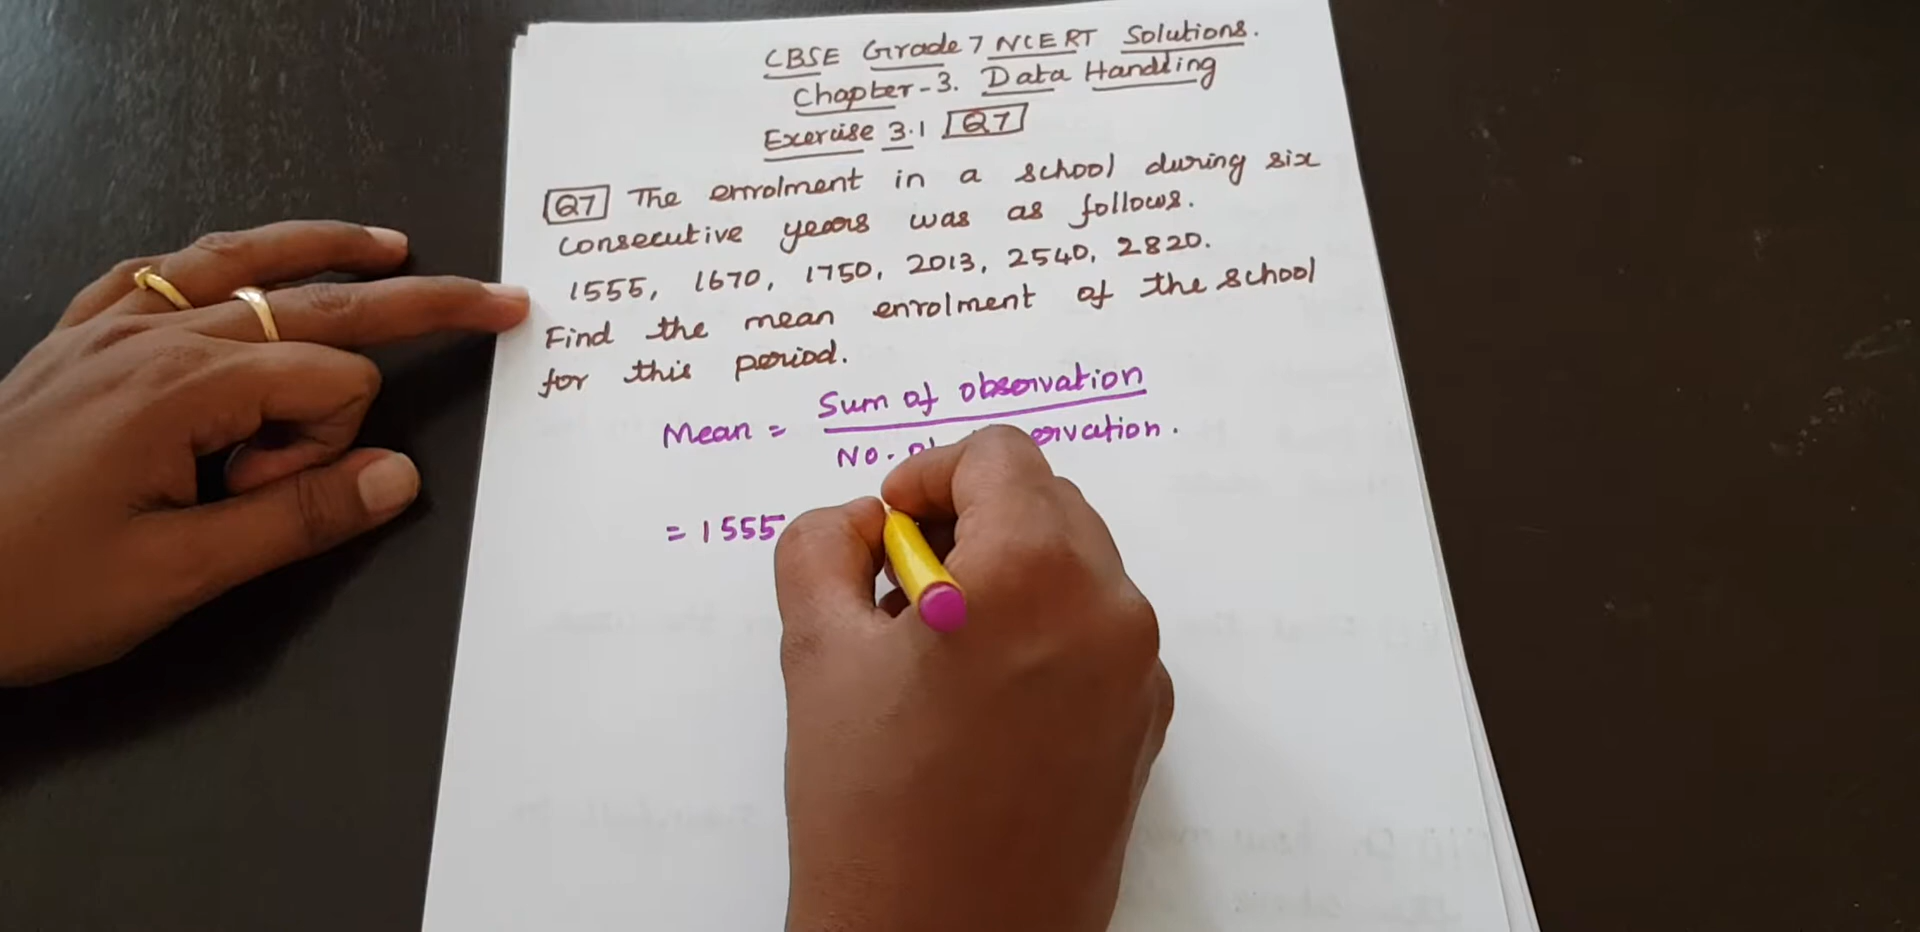 CBSE Grade 7 NCERT Solutions.
Chapter-3. Data Handling
Exercise 3.1 Q7
Q7 The enrolment in a school during six
consecutive years was as follows.
1555, 1670, 1750, 2013, 2540, 2820.
Find the mean enrolment of the school
for this period.
Mean = Sum of observation
No.
= 1555